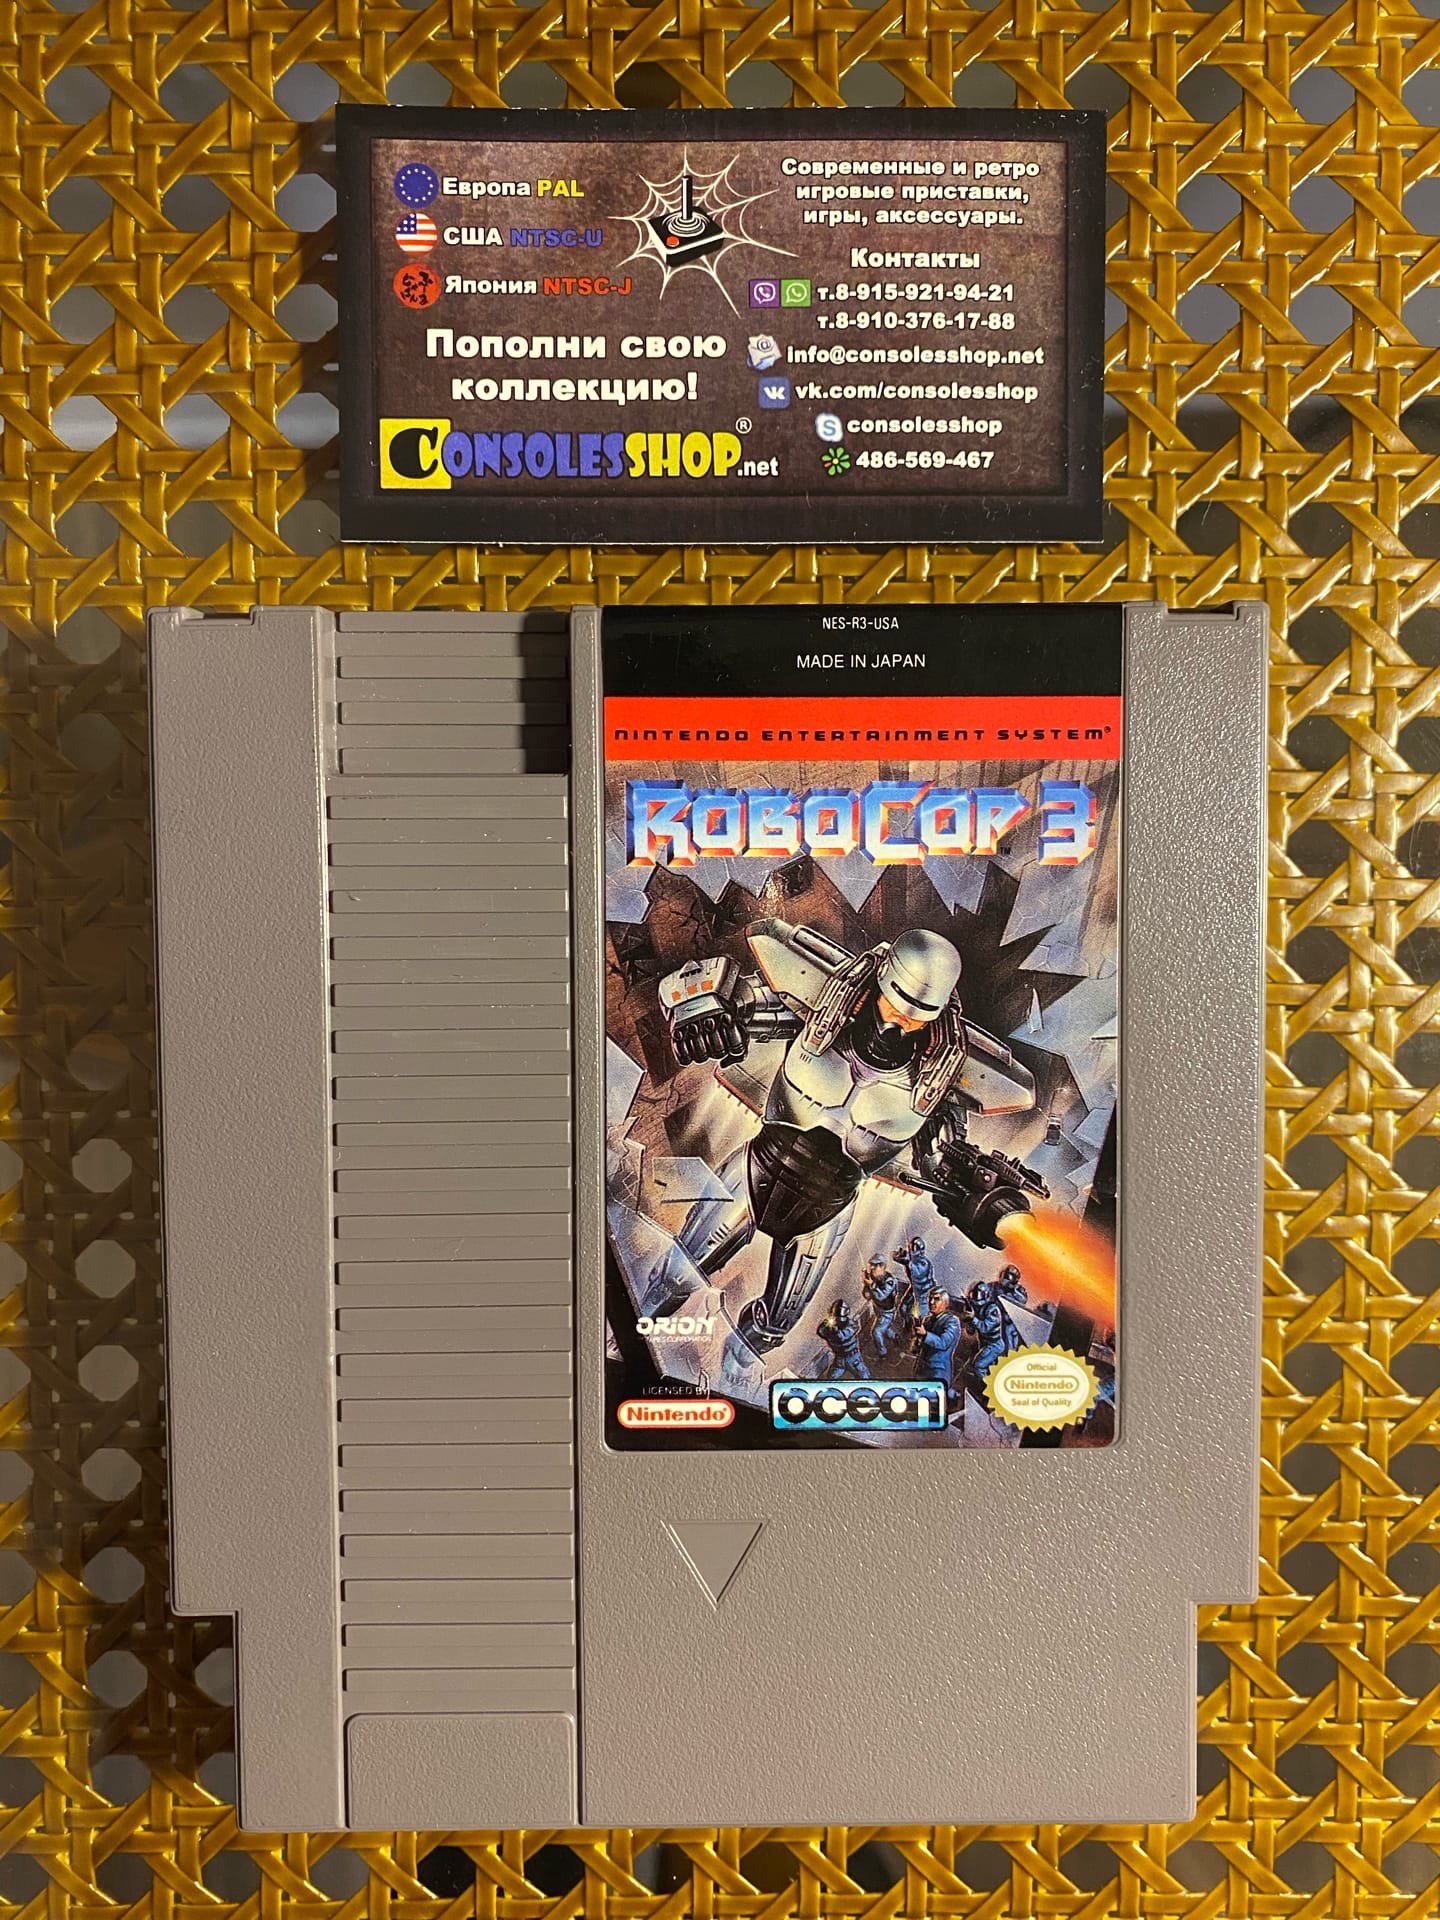 Европа PAL
США NTSC-U
Япония NTSC-J
Пополни свою
коллекцию!
CONSOLESSHOP®.net
Современные и ретро
игровые приставки,
игры, аксессуары.
Контакты
т.8-915-921-94-21
т.8-910-376-17-88
info@consolesshop.net
vk.com/consolesshop
consolesshop
486-569-467
NES-R3-USA
MADE IN JAPAN
NINTENDO ENTERTAINMENT SYSTEM®
ROBOCOP 3
TM
ORION
LICENSED BY
Nintendo®
ocean
Official
Nintendo
Seal of Quality